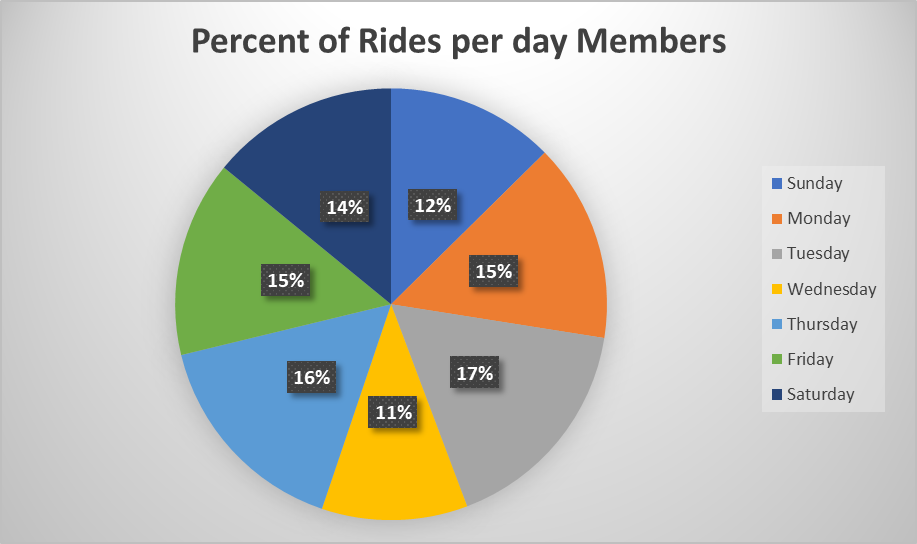 Percent of Rides per day Members
12%
15%
17%
11%
16%
15%
14%
Sunday
Monday
Tuesday
Wednesday
Thursday
Friday
Saturday